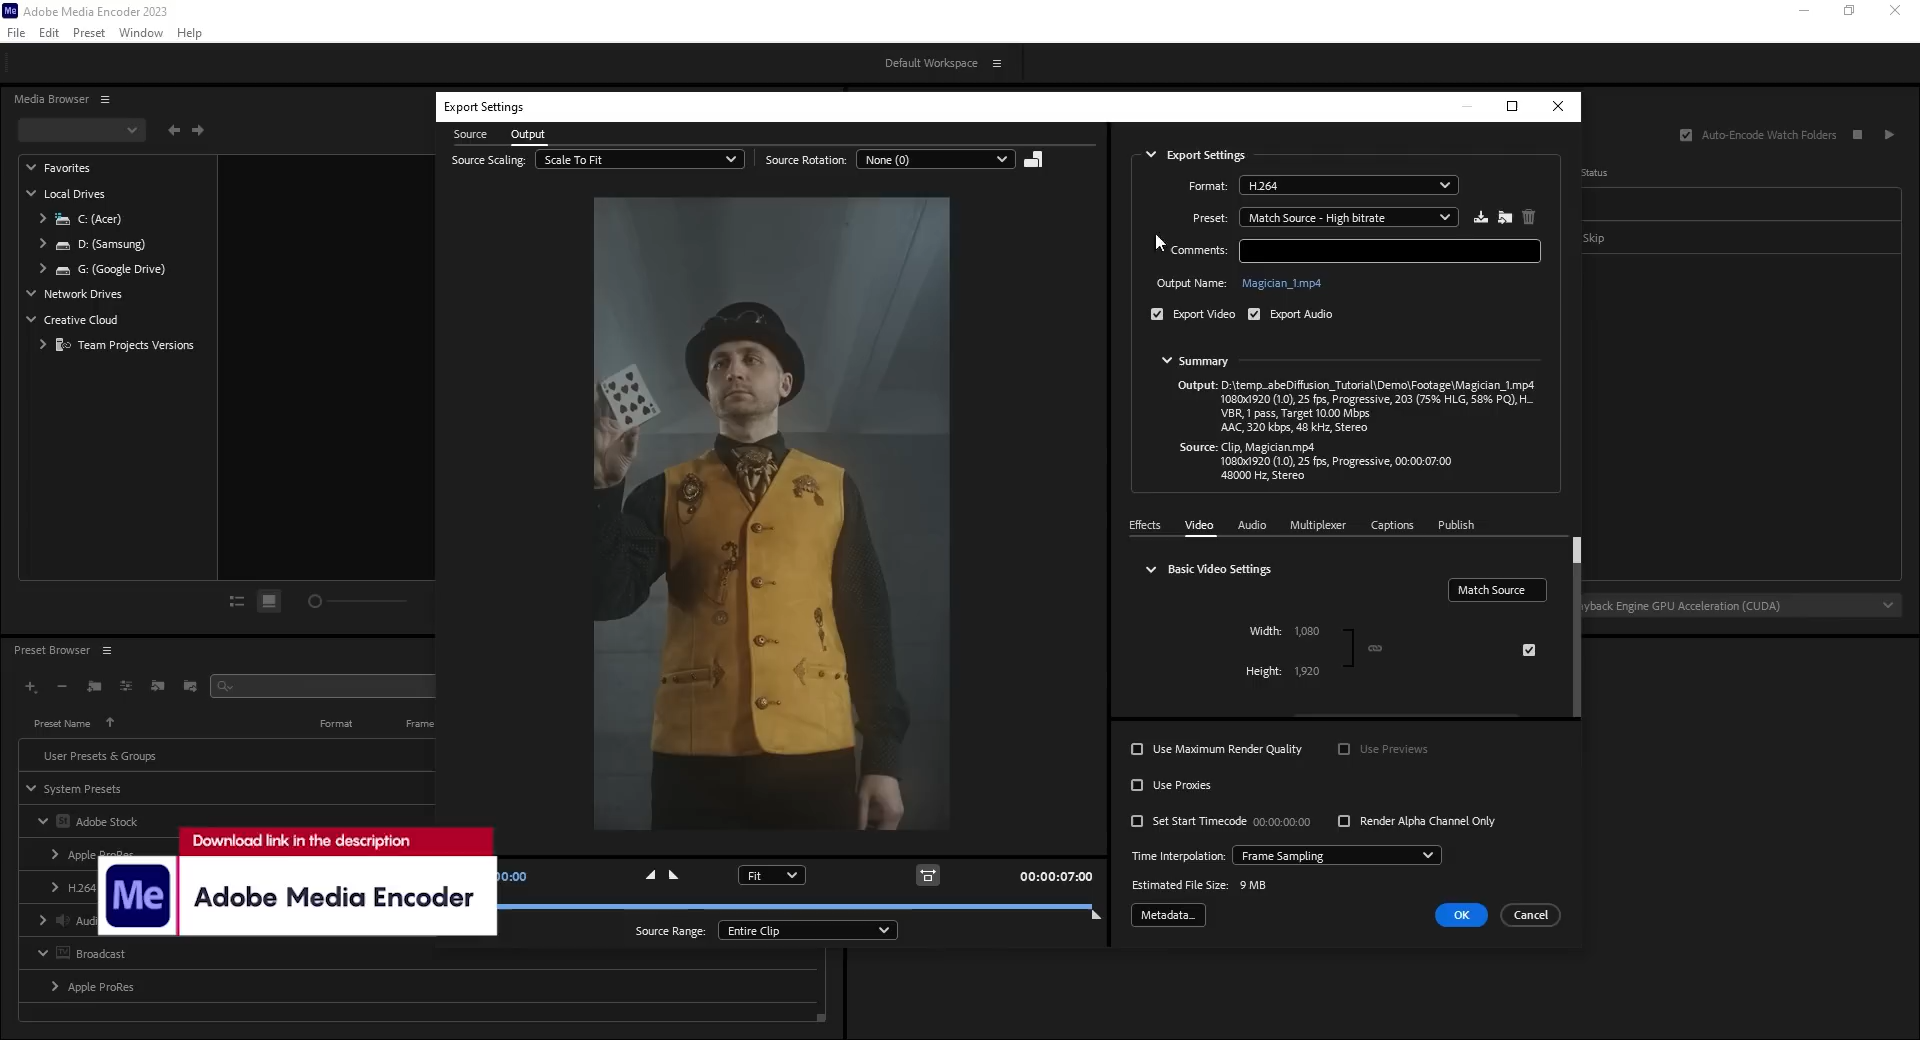 Me Adobe Media Encoder 2023
File Edit Preset Window Help
Default Workspace
Media Browser
Favorites
Local Drives
C: (Acer)
D: (Samsung)
G: (Google Drive)
Network Drives
Creative Cloud
Team Projects Versions
Export Settings
Source Output
Source Scaling: Scale To Fit Source Rotation: None (0)
Export Settings
Format: H.264
Preset: Match Source - High bitrate
Comments:
Output Name: Magician_1.mp4
Export Video Export Audio
Summary
Output: D:\temp...abeDiffusion_Tutorial\Demo\Footage\Magician_1.mp4
1080x1920 (1.0), 25 fps, Progressive, 203 (75% HLG, 58% PQ), H...
VBR, 1 pass, Target 10.00 Mbps
AAC, 320 kbps, 48 kHz, Stereo
Source: Clip, Magician.mp4
1080x1920 (1.0), 25 fps, Progressive, 00:00:07:00
48000 Hz, Stereo
Effects Video Audio Multiplexer Captions Publish
Basic Video Settings
Match Source
Width: 1,080
Height: 1,920
Use Maximum Render Quality Use Previews
Use Proxies
Set Start Timecode 00:00:00:00 Render Alpha Channel Only
Time Interpolation: Frame Sampling
Estimated File Size: 9 MB
Metadata... OK Cancel
00:00 Fit 00:00:07:00
Source Range: Entire Clip
Auto-Encode Watch Folders
Status
Skip
yback Engine GPU Acceleration (CUDA)
Preset Browser
Preset Name Format Frame
User Presets & Groups
System Presets
St Adobe Stock
Apple ProRes
H.264
Audi
Broadcast
Apple ProRes
Download link in the description
Me Adobe Media Encoder